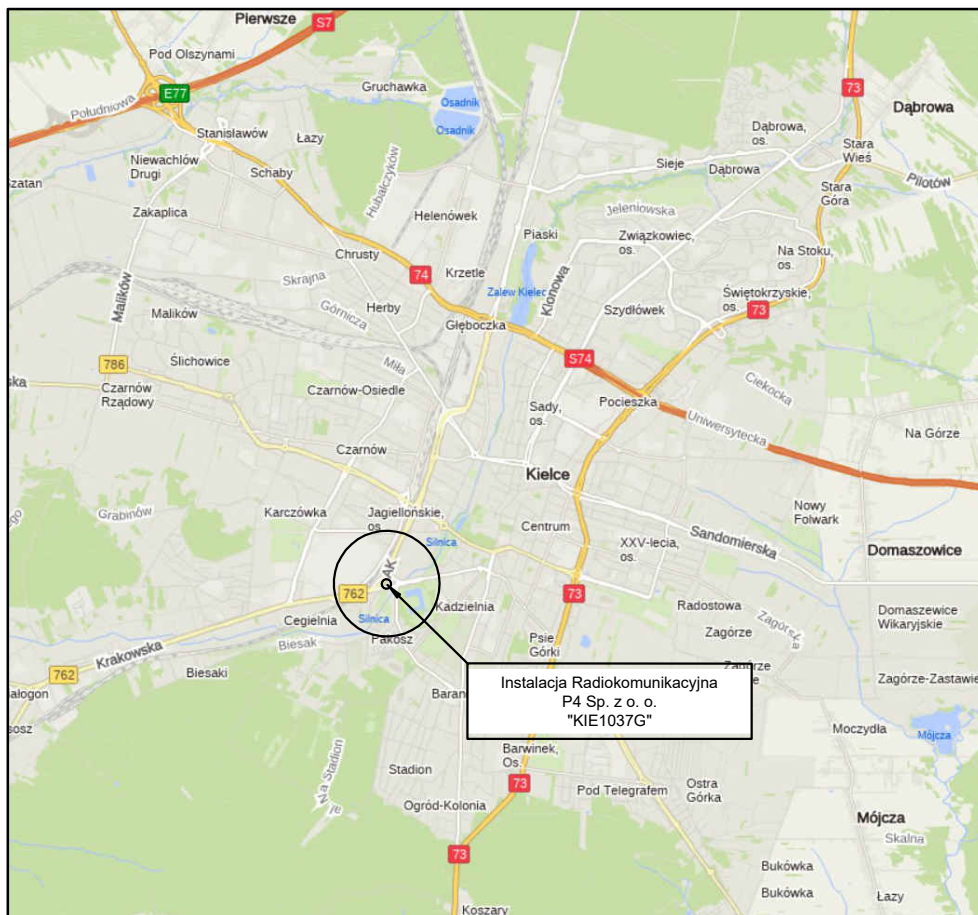 Pierwsze
S7
Pod Olszynami
Gruchawka
E77
Południowa
Osadnik
Osadnik
73
Dąbrowa
Stanisławów
Łazy
Dąbrowa,
os.
Stara
Wieś
Niewachlów
Drugi
Schaby
Hubalczyków
Sieje
Dąbrowa
Szatan
Pilotów
Stara
Góra
Zakaplica
Helenówek
Jeleniowska
Piaski
Związkowiec,
os.
Na Stoku,
os.
Chrusty
Skrajna
74
Krzetle
Klonowa
Malików
Zalew Kielec
Świętokrzyskie,
os.
73
Malików
Górnicza
Herby
Szydłówek
Głęboczka
786
Ślichowice
Miła
S74
Czarnów
Rządowy
Czarnów-Osiedle
Ciekocka
Sady,
os.
Pocieszka
Uniwersytecka
Na Górze
Czarnów
Kielce
Grabinów
Karczówka
Jagiellońskie,
os.
Centrum
Nowy
Folwark
Silnica
XXV-lecia,
os.
Sandomierska
Domaszowice
AK
762
73
Cegielnia
Silnica
Kadzielnia
Radostowa
Zagórska
Domaszewice
Wikaryjskie
Krakowska
Biesak
Pakosz
Psie
Górki
Zagórze
762
Biesaki
Zagórze
Zagórze-Zastawie
Instalacja Radiokomunikacyjna
P4 Sp. z o. o.
"KIE1037G"
Moczydła
Mójcza
Barwinek,
Os.
Stadion
73
Na Stadion
Pod Telegrafem
Ostra
Górka
Ogród-Kolonia
Mójcza
Skalna
73
Bukówka
Bukówka
Łazy
Koszary